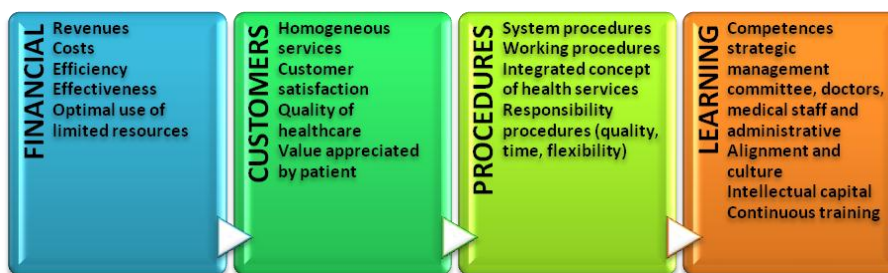 FINANCIAL
Revenues
Costs
Efficiency
Effectiveness
Optimal use of
limited resources
CUSTOMERS
Homogeneous
services
Customer
satisfaction
Quality of
healthcare
Value appreciated
by patient
PROCEDURES
System procedures
Working procedures
Integrated concept
of health services
Responsibility
procedures (quality,
time, flexibility)
LEARNING
Competences
strategic
management
committee, doctors,
medical staff and
administrative
Alignment and
culture
Intellectual capital
Continuous training